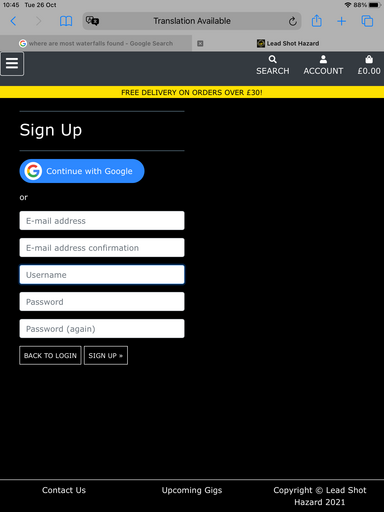 10:45 Tue 26 Oct
88%
Translation Available
where are most waterfalls found - Google Search
Lead Shot Hazard
SEARCH
ACCOUNT
£0.00
FREE DELIVERY ON ORDERS OVER £30!
Sign Up
Continue with Google
or
E-mail address
E-mail address confirmation
Username
Password
Password (again)
BACK TO LOGIN
SIGN UP »
Contact Us
Upcoming Gigs
Copyright © Lead Shot
Hazard 2021